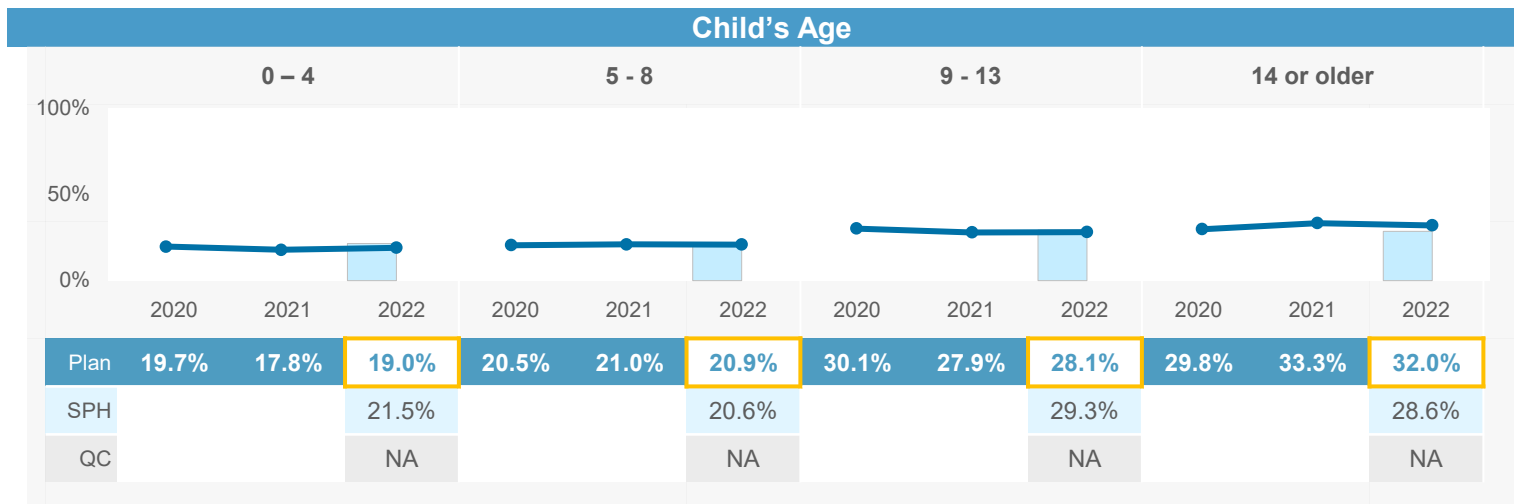 Child’s Age
0 – 4 5 - 8 9 - 13 14 or older
100%
50%
0%
2020 2021 2022 2020 2021 2022 2020 2021 2022 2020 2021 2022
Plan 19.7% 17.8% 19.0% 20.5% 21.0% 20.9% 30.1% 27.9% 28.1% 29.8% 33.3% 32.0%
SPH 21.5% 20.6% 29.3% 28.6%
QC NA NA NA NA